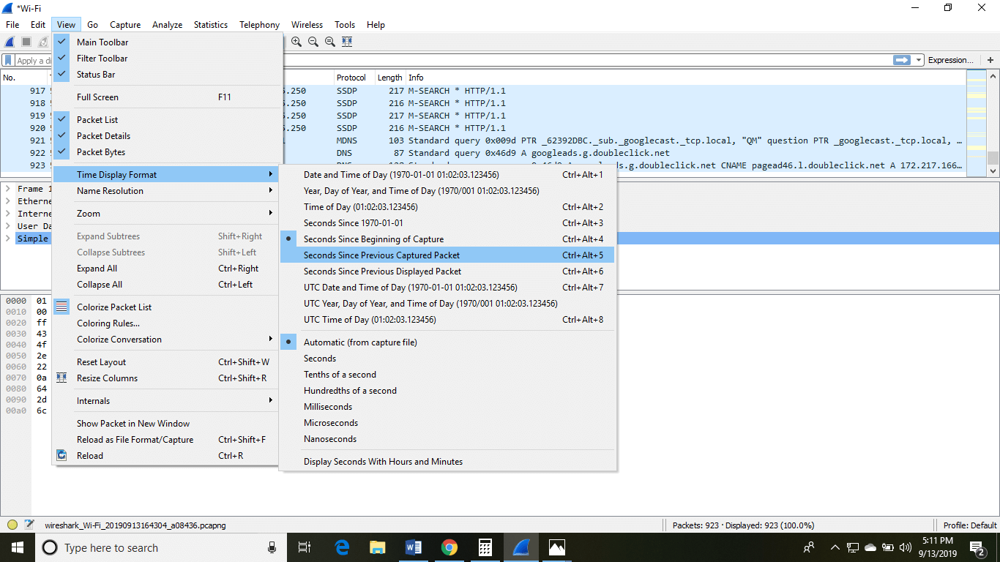 *Wi-Fi
File Edit View Go Capture Analyze Statistics Telephony Wireless Tools Help
Main Toolbar
Filter Toolbar
Status Bar
Full Screen F11
Packet List
Packet Details
Packet Bytes
Time Display Format
Name Resolution
Zoom
Expand Subtrees Shift+Right
Collapse Subtrees Shift+Left
Expand All Ctrl+Right
Collapse All Ctrl+Left
Colorize Packet List
Coloring Rules...
Colorize Conversation
Reset Layout Ctrl+Shift+W
Resize Columns Ctrl+Shift+R
Internals
Show Packet in New Window
Reload as File Format/Capture Ctrl+Shift+F
Reload Ctrl+R
Date and Time of Day (1970-01-01 01:02:03.123456) Ctrl+Alt+1
Year, Day of Year, and Time of Day (1970/001 01:02:03.123456)
Time of Day (01:02:03.123456) Ctrl+Alt+2
Seconds Since 1970-01-01 Ctrl+Alt+3
Seconds Since Beginning of Capture Ctrl+Alt+4
Seconds Since Previous Captured Packet Ctrl+Alt+5
Seconds Since Previous Displayed Packet Ctrl+Alt+6
UTC Date and Time of Day (1970-01-01 01:02:03.123456) Ctrl+Alt+7
UTC Year, Day of Year, and Time of Day (1970/001 01:02:03.123456)
UTC Time of Day (01:02:03.123456) Ctrl+Alt+8
Automatic (from capture file)
Seconds
Tenths of a second
Hundredths of a second
Milliseconds
Microseconds
Nanoseconds
Display Seconds With Hours and Minutes
Apply a di
Expression... +
No. Protocol Length Info
917 5.250 SSDP 217 M-SEARCH * HTTP/1.1
918 5.250 SSDP 216 M-SEARCH * HTTP/1.1
919 5.250 SSDP 217 M-SEARCH * HTTP/1.1
920 5.250 SSDP 216 M-SEARCH * HTTP/1.1
921 MDNS 103 Standard query 0x009d PTR _62392DBC._sub._googlecast._tcp.local, "QM" question PTR _googlecast._tcp.local, …
922 DNS 87 Standard query 0x46d9 A googleads.g.doubleclick.net
923 ds.g.doubleclick.net CNAME pagead46.l.doubleclick.net A 172.217.166…
Frame 1
Etherne
Interne
User Da
Simple
0000 01
0010 00
0020 ff
0030 43
0040 4f
0050 2e
0060 22
0070 0a
0080 64
0090 2d
00a0 6c
wireshark_Wi-Fi_20190913164304_a08436.pcapng
Packets: 923 · Displayed: 923 (100.0%)
Profile: Default
Type here to search
5:11 PM
9/13/2019
2